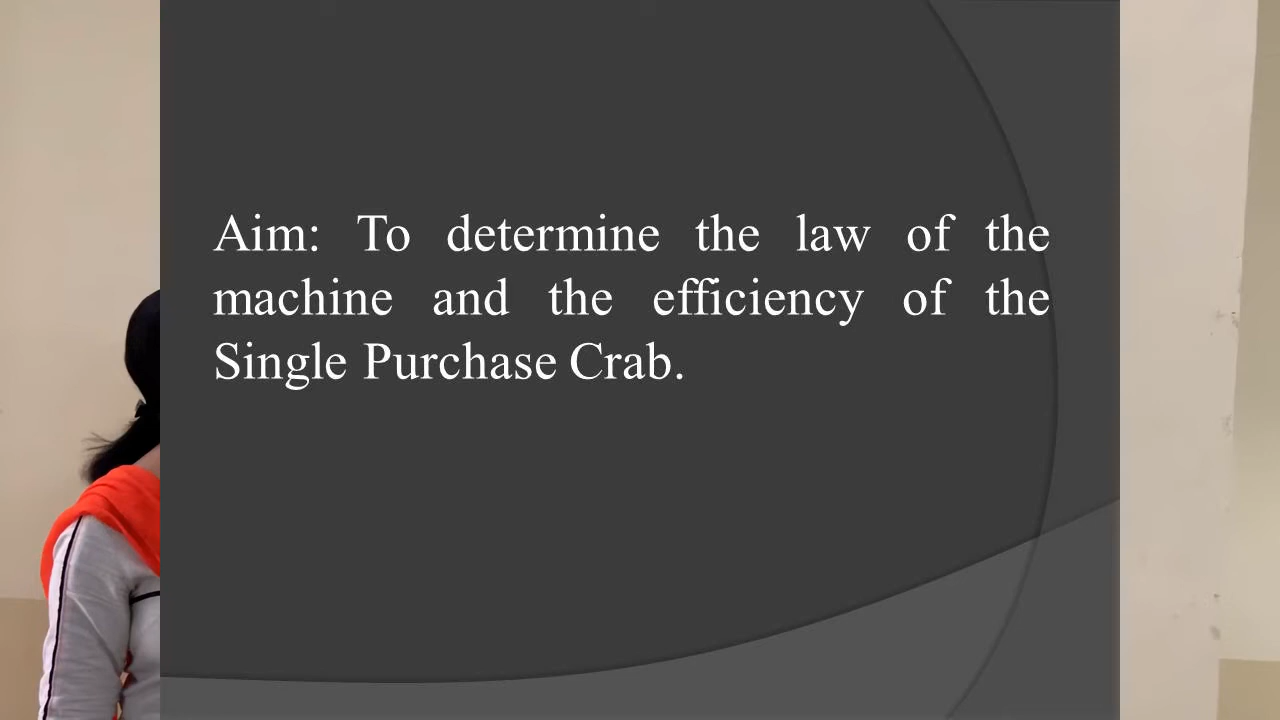 Aim: To determine the law of the
machine and the efficiency of the
Single Purchase Crab.